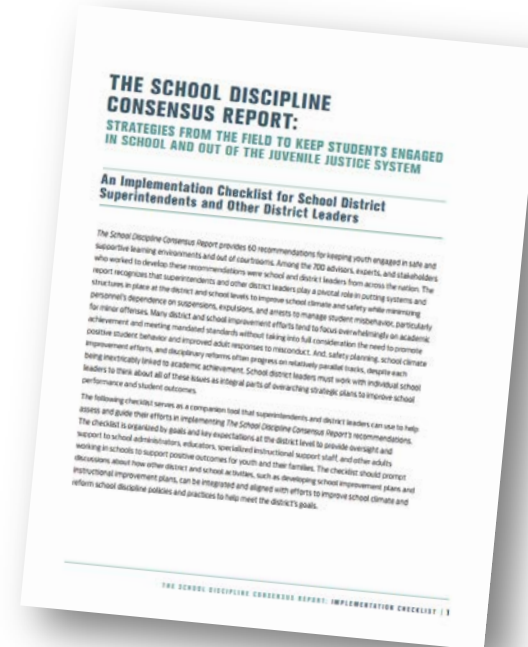 THE SCHOOL DISCIPLINE
CONSENSUS REPORT:
STRATEGIES FROM THE FIELD TO KEEP STUDENTS ENGAGED
IN SCHOOL AND OUT OF THE JUVENILE JUSTICE SYSTEM
An Implementation Checklist for School District
Superintendents and Other District Leaders
The School Discipline Consensus Report provides 60 recommendations for keeping youth engaged in safe and
supportive learning environments and out of courtrooms. Among the 700 advisors, experts, and stakeholders
who worked to develop these recommendations were school and district leaders from across the nation. The
report recognizes that superintendents and other district leaders play a pivotal role in putting systems and
structures in place at the district and school levels to improve school climate and safety while minimizing
personnel's dependence on suspensions, expulsions, and arrests to manage student misbehavior, particularly
for minor offenses. Many district and school improvement efforts tend to focus overwhelmingly on academic
achievement and meeting mandated standards without taking into full consideration the need to promote
positive student behavior and improved adult responses to misconduct. And, safety planning, school climate
improvement efforts, and disciplinary reforms often progress on relatively parallel tracks, despite each
being inextricably linked to academic achievement. School district leaders must work with individual school
leaders to think about all of these issues as integral parts of overarching strategic plans to improve school
performance and student outcomes.
The following checklist serves as a companion tool that superintendents and district leaders can use to help
assess and guide their efforts in implementing The School Discipline Consensus Report's recommendations.
The checklist is organized by goals and key expectations at the district level to provide oversight and
support to school administrators, educators, specialized instructional support staff, and other adults
working in schools to support positive outcomes for youth and their families. The checklist should prompt
discussions about how other district and school activities, such as developing school improvement plans and
instructional improvement plans, can be integrated and aligned with efforts to improve school climate and
reform school discipline policies and practices to help meet the district's goals.
THE SCHOOL DISCIPLINE CONSENSUS REPORT: IMPLEMENTATION CHECKLIST | 1